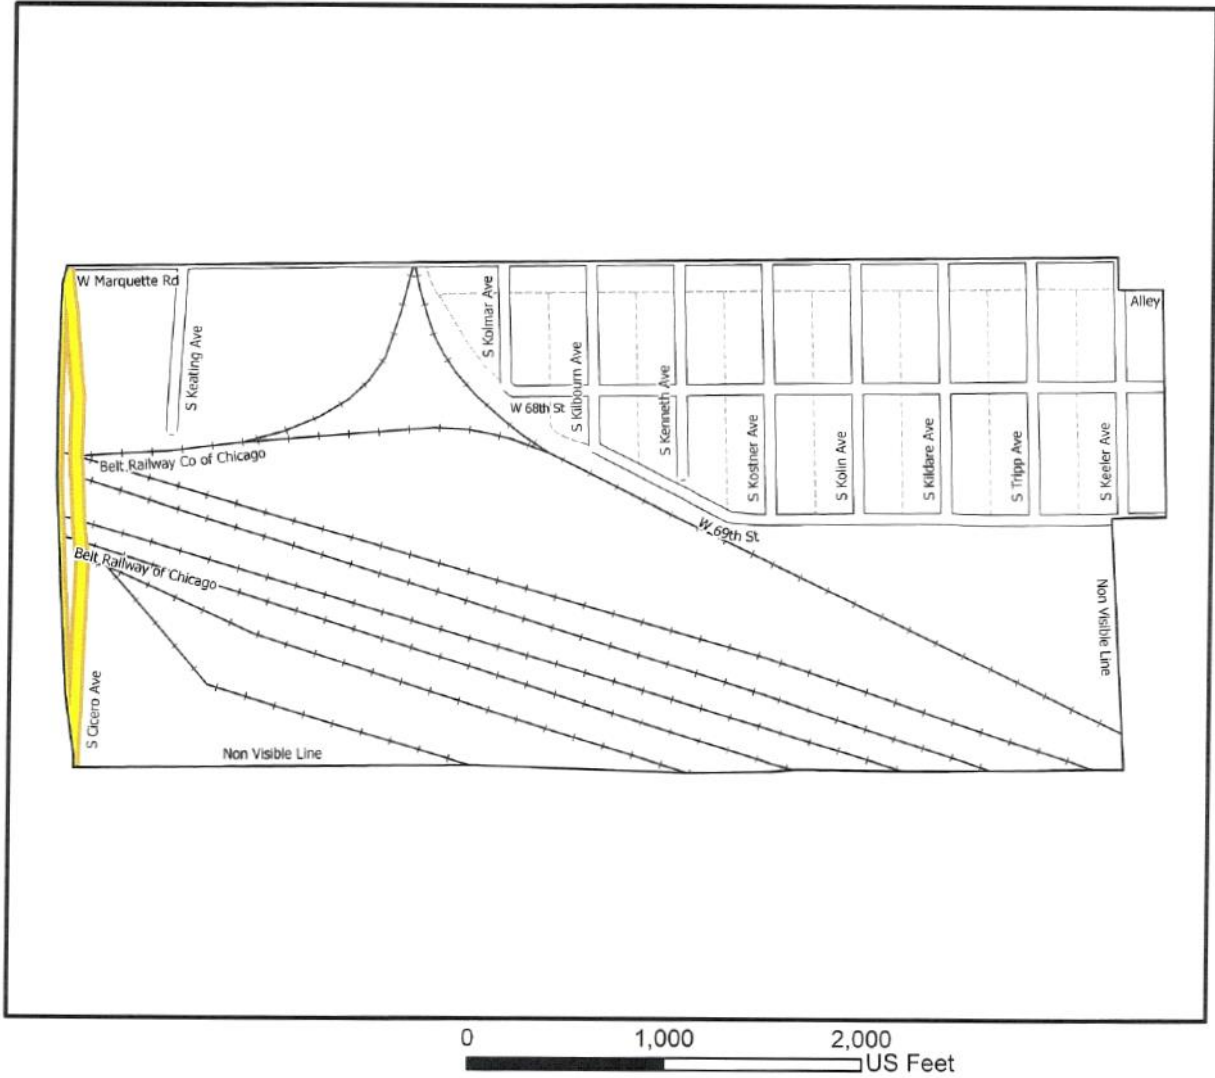 W Marquette Rd
Alley
S Keating Ave
S Kolmar Ave
S Kilbourn Ave
S Kenneth Ave
W 68th St
S Kostner Ave
S Kolin Ave
S Kildare Ave
S Tripp Ave
S Keeler Ave
Belt Railway Co of Chicago
W 69th St
Belt Railway of Chicago
Non Visible Line
S Cicero Ave
Non Visible Line
0 1,000 2,000
US Feet